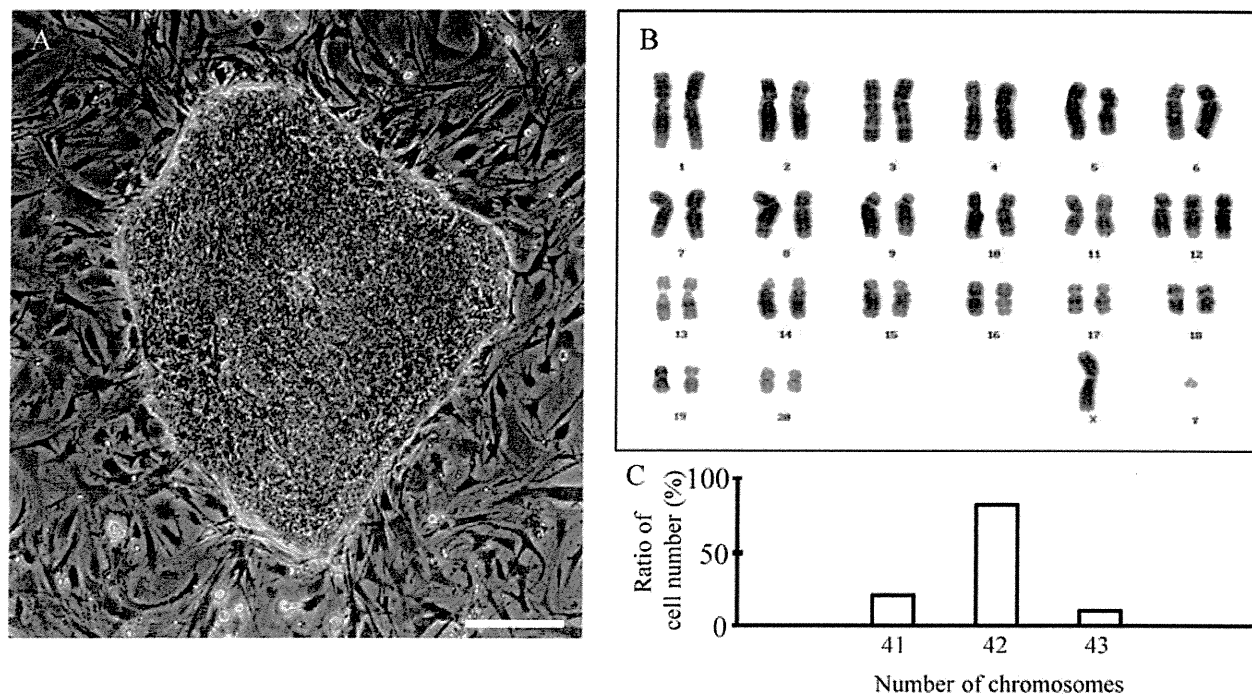 A
B
1 2 3 4 5 6
7 8 9 10 11 12
13 14 15 16 17 18
19 20 X Y
C
100
50
0
Ratio of
cell number (%)
41 42 43
Number of chromosomes